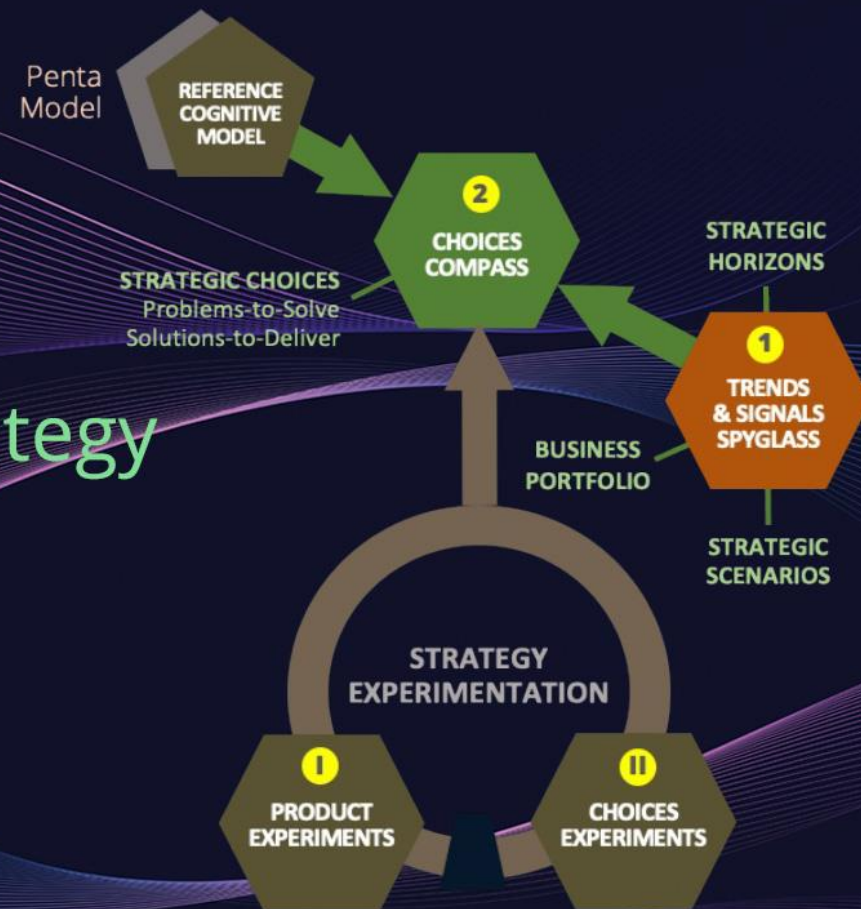 Penta
Model
REFERENCE
COGNITIVE
MODEL
2
CHOICES
COMPASS
STRATEGIC CHOICES
Problems-to-Solve
Solutions-to-Deliver
STRATEGIC
HORIZONS
1
TRENDS
& SIGNALS
SPYGLASS
BUSINESS
PORTFOLIO
STRATEGIC
SCENARIOS
tegy
STRATEGY
EXPERIMENTATION
I
PRODUCT
EXPERIMENTS
II
CHOICES
EXPERIMENTS